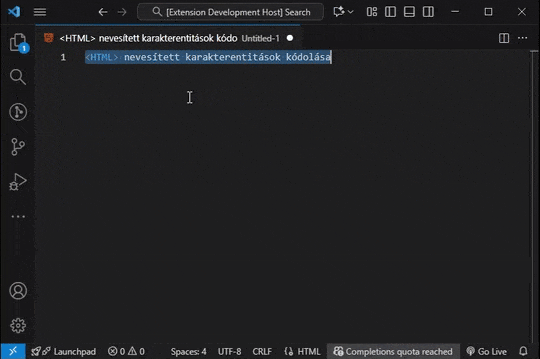 [Extension Development Host] Search
<HTML> nevesített karakterentitások kódo Untitled-1
1
1 <HTML> nevesített karakterentitások kódolása
Launchpad 0 0 Spaces: 4 UTF-8 CRLF HTML Completions quota reached Go Live